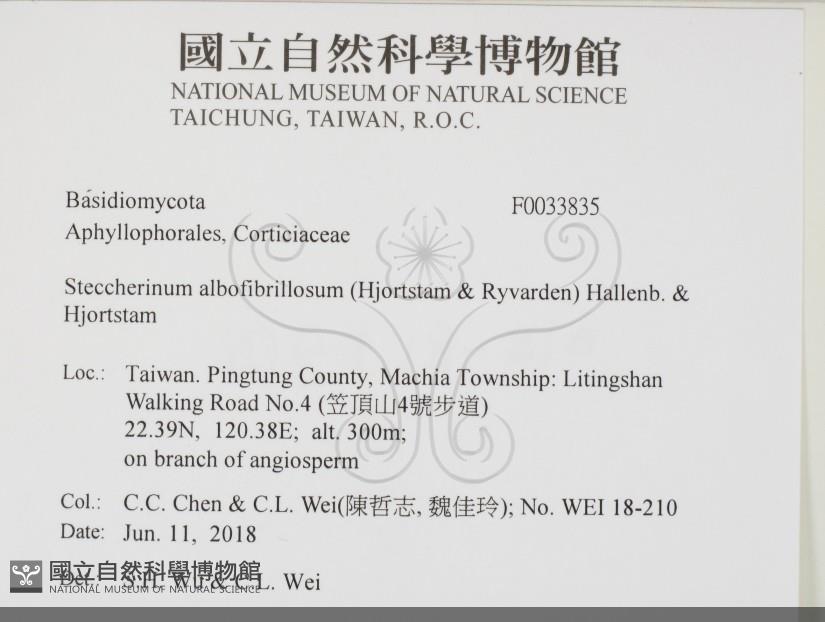 國立自然科學博物館
NATIONAL MUSEUM OF NATURAL SCIENCE
TAICHUNG, TAIWAN, R.O.C.
Basidiomycota F0033835
Aphyllophorales, Corticiaceae
Steccherinum albofibrillosum (Hjortstam & Ryvarden) Hallenb. &
Hjortstam
Loc.: Taiwan. Pingtung County, Machia Township: Litingshan
Walking Road No.4 (笠頂山4號步道)
22.39N, 120.38E; alt. 300m;
on branch of angiosperm
Col.: C.C. Chen & C.L. Wei(陳哲志, 魏佳玲); No. WEI 18-210
Date: Jun. 11, 2018
Det.: S.H. Wu & C.L. Wei
國立自然科學博物館
NATIONAL MUSEUM OF NATURAL SCIENCE